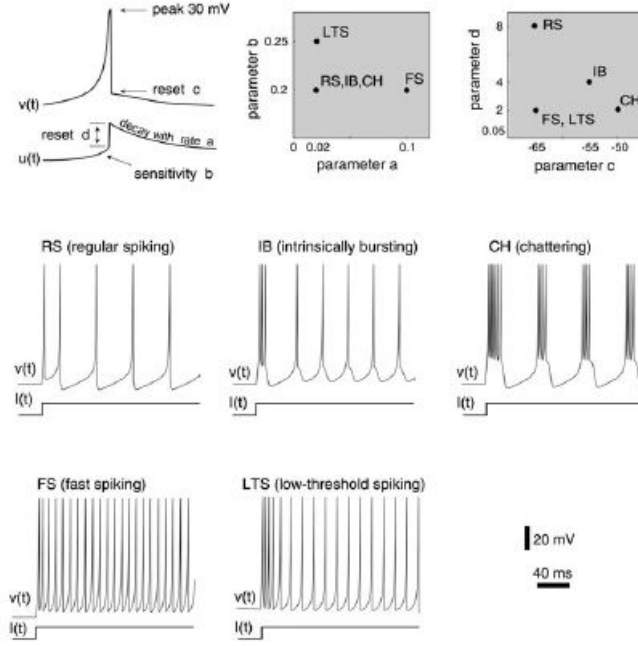 peak 30 mV
reset c
v(t)
reset d
decay with rate a
u(t)
sensitivity b
parameter b
0.25
0.2
LTS
RS,IB,CH
FS
0
0.02
0.1
parameter a
parameter d
8
4
2
0.05
RS
IB
CH
FS, LTS
-65
-55
-50
parameter c
RS (regular spiking)
IB (intrinsically bursting)
CH (chattering)
v(t)
v(t)
v(t)
I(t)
I(t)
I(t)
FS (fast spiking)
LTS (low-threshold spiking)
20 mV
40 ms
v(t)
v(t)
I(t)
I(t)